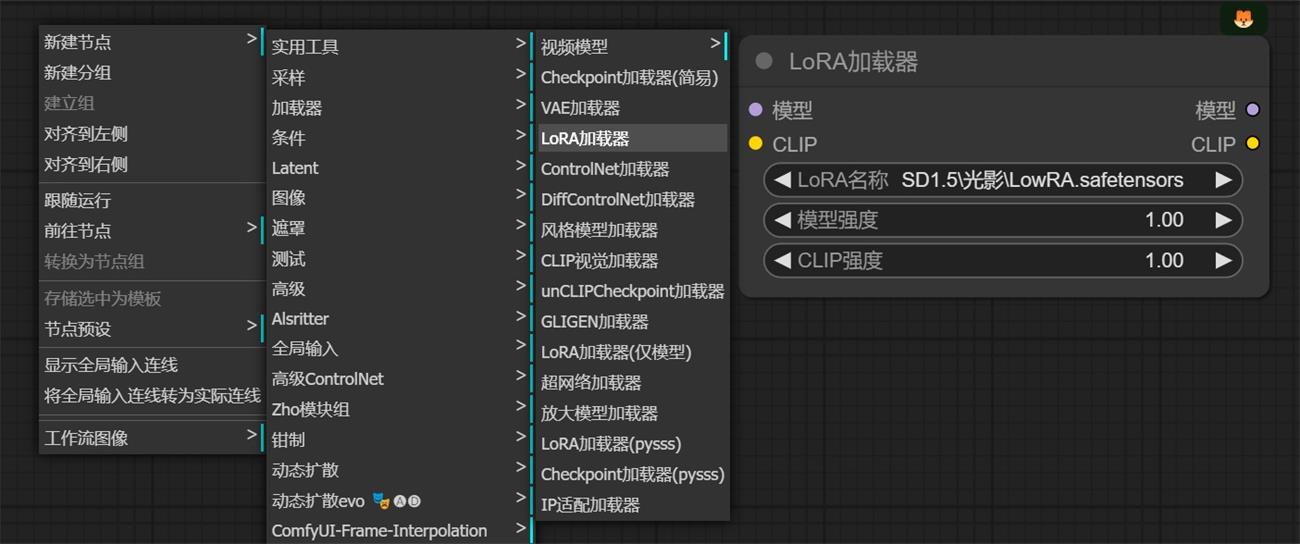 新建节点 >
新建分组
建立组
对齐到左侧
对齐到右侧
跟随运行
前往节点 >
转换为节点组
存储选中为模板
节点预设 >
显示全局输入连线
将全局输入连线转为实际连线
工作流图像 >
实用工具 >
采样 >
加载器 >
条件 >
Latent >
图像 >
遮罩 >
测试 >
高级 >
Alsritter >
全局输入 >
高级ControlNet >
Zho模块组 >
钳制 >
动态扩散 >
动态扩散evo 🎭🅐🅓 >
ComfyUI-Frame-Interpolation >
视频模型 >
Checkpoint加载器(简易)
VAE加载器
LoRA加载器
ControlNet加载器
DiffControlNet加载器
风格模型加载器
CLIP视觉加载器
unCLIPCheckpoint加载器
GLIGEN加载器
LoRA加载器(仅模型)
超网络加载器
放大模型加载器
LoRA加载器(pysss)
Checkpoint加载器(pysss)
IP适配加载器
LoRA加载器
模型 模型
CLIP CLIP
LoRA名称 SD1.5\光影\LowRA.safetensors
模型强度 1.00
CLIP强度 1.00